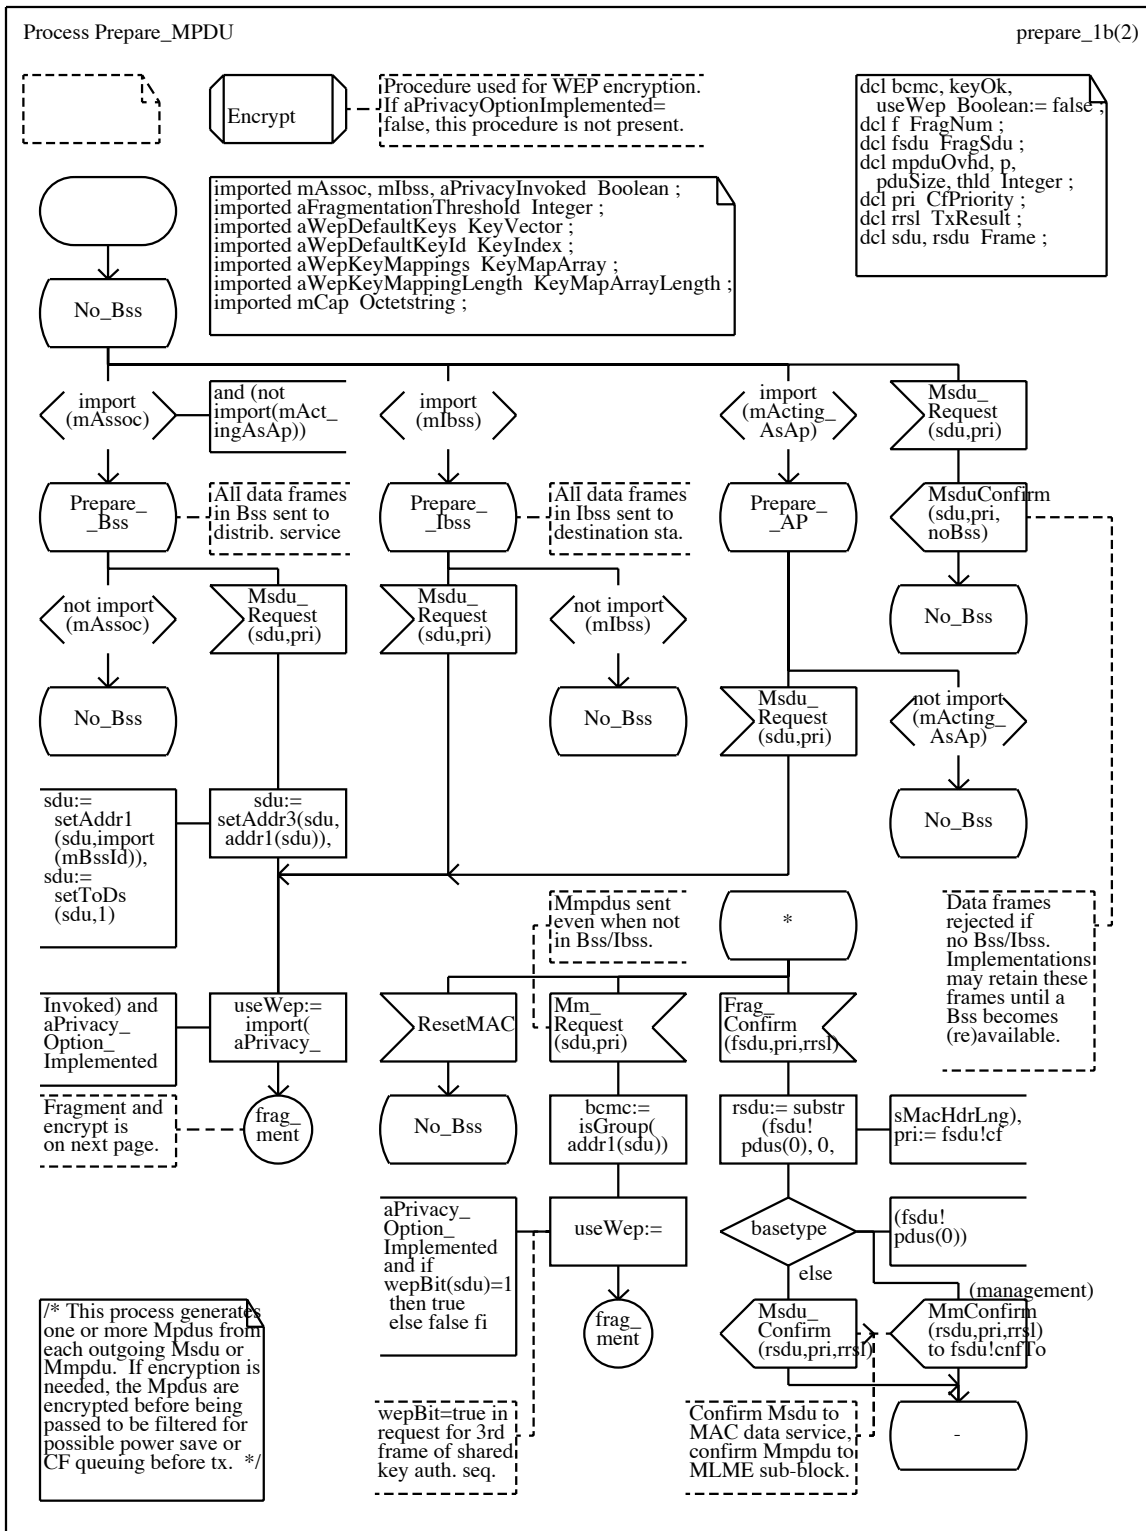 Process Prepare_MPDU
prepare_1b(2)
Encrypt
Procedure used for WEP encryption.
If aPrivacyOptionImplemented=
false, this procedure is not present.
dcl bcmc, keyOk,
useWep Boolean:= false ;
dcl f FragNum ;
dcl fsdu FragSdu ;
dcl mpduOvhd, p,
pduSize, thld Integer ;
dcl pri CfPriority ;
dcl rrsl TxResult ;
dcl sdu, rsdu Frame ;
imported mAssoc, mIbss, aPrivacyInvoked Boolean ;
imported aFragmentationThreshold Integer ;
imported aWepDefaultKeys KeyVector ;
imported aWepDefaultKeyId KeyIndex ;
imported aWepKeyMappings KeyMapArray ;
imported aWepKeyMappingLength KeyMapArrayLength ;
imported mCap Octetstring ;
No_Bss
import
(mAssoc)
and (not
import(mAct_
ingAsAp))
import
(mIbss)
import
(mActing_
AsAp)
Msdu_
Request
(sdu,pri)
Prepare_
_Bss
All data frames
in Bss sent to
distrib. service
Prepare_
_Ibss
All data frames
in Ibss sent to
destination sta.
Prepare_
_AP
MsduConfirm
(sdu,pri,
noBss)
not import
(mAssoc)
Msdu_
Request
(sdu,pri)
Msdu_
Request
(sdu,pri)
not import
(mIbss)
No_Bss
No_Bss
No_Bss
Msdu_
Request
(sdu,pri)
not import
(mActing_
AsAp)
No_Bss
sdu:=
setAddr1
(sdu,import
(mBssId)),
sdu:=
setToDs
(sdu,1)
sdu:=
setAddr3(sdu,
addr1(sdu)),
Mmpdus sent
even when not
in Bss/Ibss.
*
Data frames
rejected if
no Bss/Ibss.
Implementations
may retain these
frames until a
Bss becomes
(re)available.
Invoked) and
aPrivacy_
Option_
Implemented
useWep:=
import(
aPrivacy_
ResetMAC
Mm_
Request
(sdu,pri)
Frag_
Confirm
(fsdu,pri,rrsl)
Fragment and
encrypt is
on next page.
frag_
ment
No_Bss
bcmc:=
isGroup(
addr1(sdu))
rsdu:= substr
(fsdu!
pdus(0), 0,
sMacHdrLng),
pri:= fsdu!cf
aPrivacy_
Option_
Implemented
and if
wepBit(sdu)=1
then true
else false fi
useWep:=
basetype
(fsdu!
pdus(0))
else
(management)
/* This process generates
one or more Mpdus from
each outgoing Msdu or
Mmpdu. If encryption is
needed, the Mpdus are
encrypted before being
passed to be filtered for
possible power save or
CF queuing before tx. */
frag_
ment
Msdu_
Confirm
(rsdu,pri,rrsl)
MmConfirm
(rsdu,pri,rrsl)
to fsdu!cnfTo
wepBit=true in
request for 3rd
frame of shared
key auth. seq.
Confirm Msdu to
MAC data service,
confirm Mmpdu to
MLME sub-block.
-